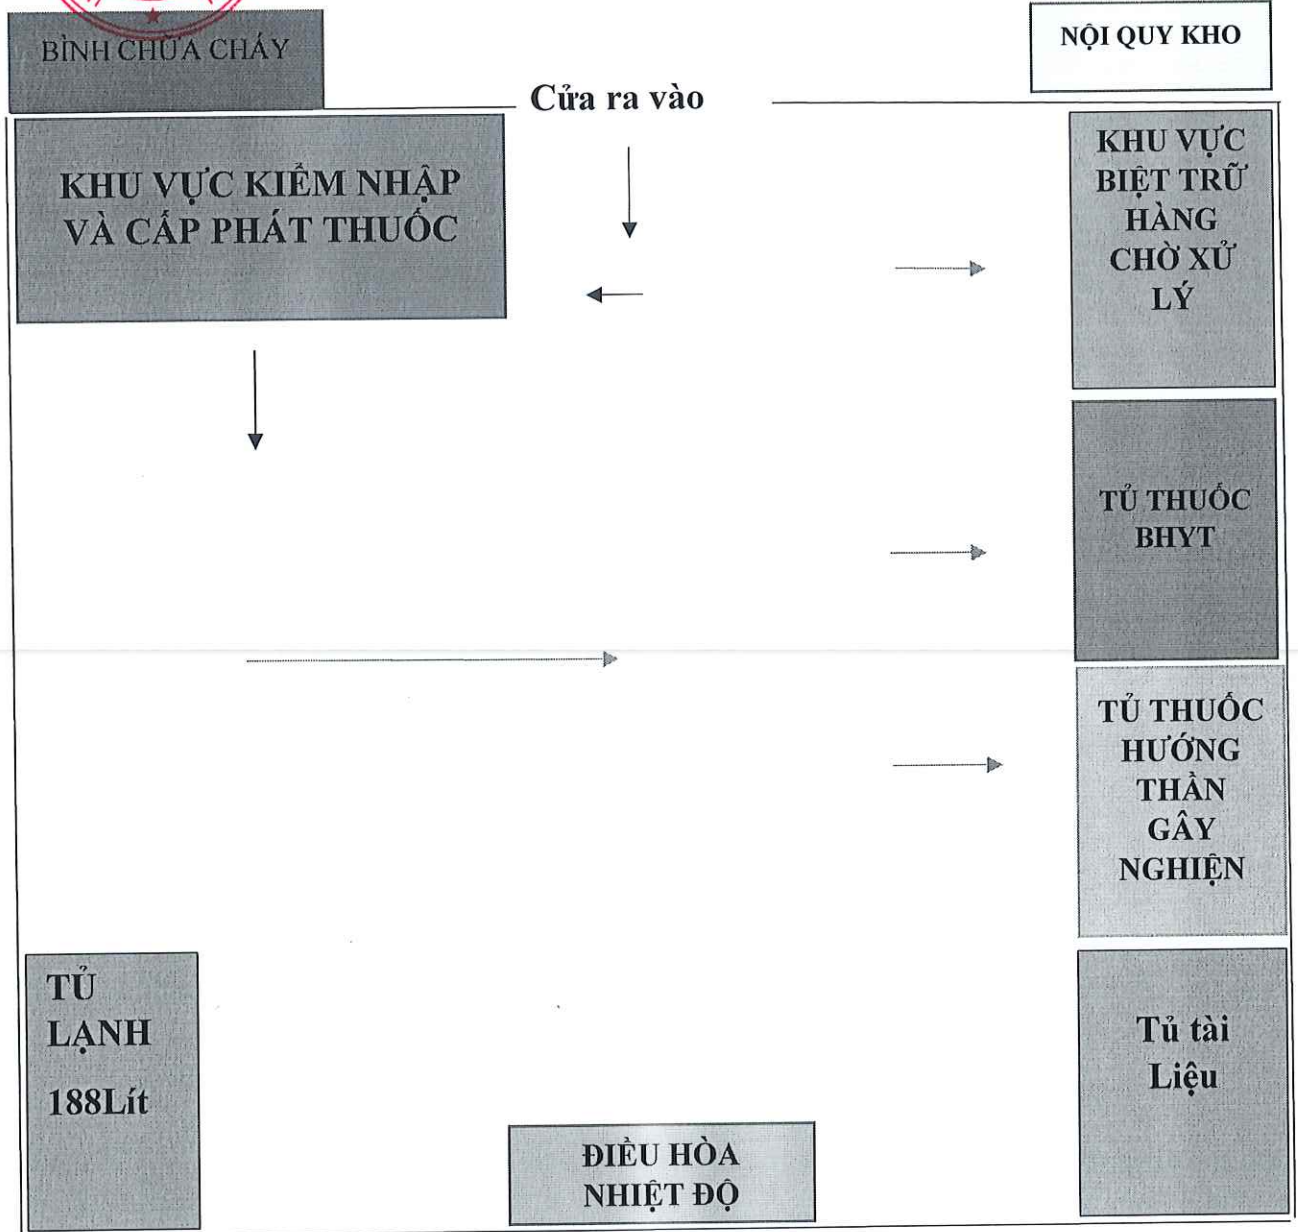 BÌNH CHỮA CHÁY
NỘI QUY KHO
Cửa ra vào
KHU VỰC KIỂM NHẬP
VÀ CẤP PHÁT THUỐC
KHU VỰC
BIỆT TRỮ
HÀNG
CHỜ XỬ
LÝ
TỦ THUỐC
BHYT
TỦ THUỐC
HƯỚNG
THẦN
GÂY
NGHIỆN
TỦ
LẠNH
188Lít
Tủ tài
Liệu
ĐIỀU HÒA
NHIỆT ĐỘ